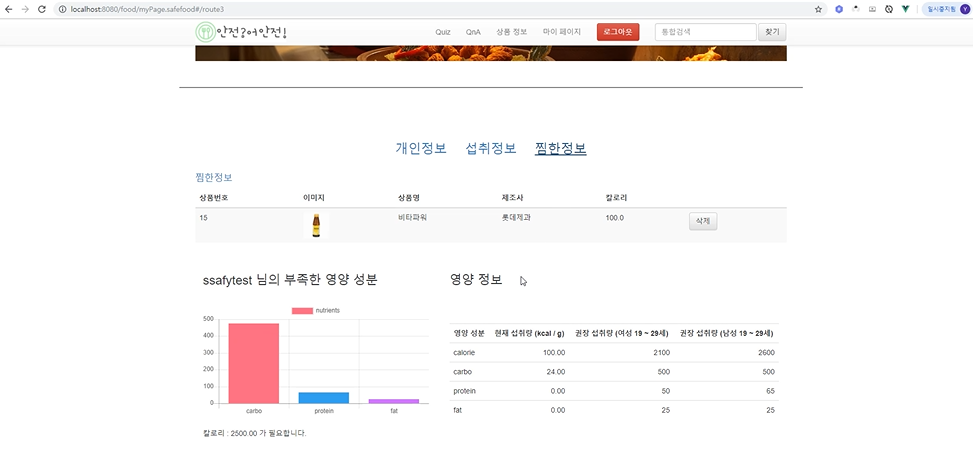 localhost:8080/food/myPage.safefood#/route3
일시중지됨
Y
안전?어안전!
Quiz QnA 상품 정보 마이 페이지 로그아웃 통합검색 찾기
개인정보 섭취정보 찜한정보
찜한정보
상품번호 이미지 상품명 제조사 칼로리
15 비타파워 롯데제과 100.0 삭제
ssafytest 님의 부족한 영양 성분
nutrients
500
400
300
200
100
0
carbo protein fat
칼로리 : 2500.00 가 필요합니다.
영양 정보
영양 성분 현재 섭취량 (kcal / g) 권장 섭취량 (여성 19 ~ 29세) 권장 섭취량 (남성 19 ~ 29세)
calorie 100.00 2100 2600
carbo 24.00 500 500
protein 0.00 50 65
fat 0.00 25 25